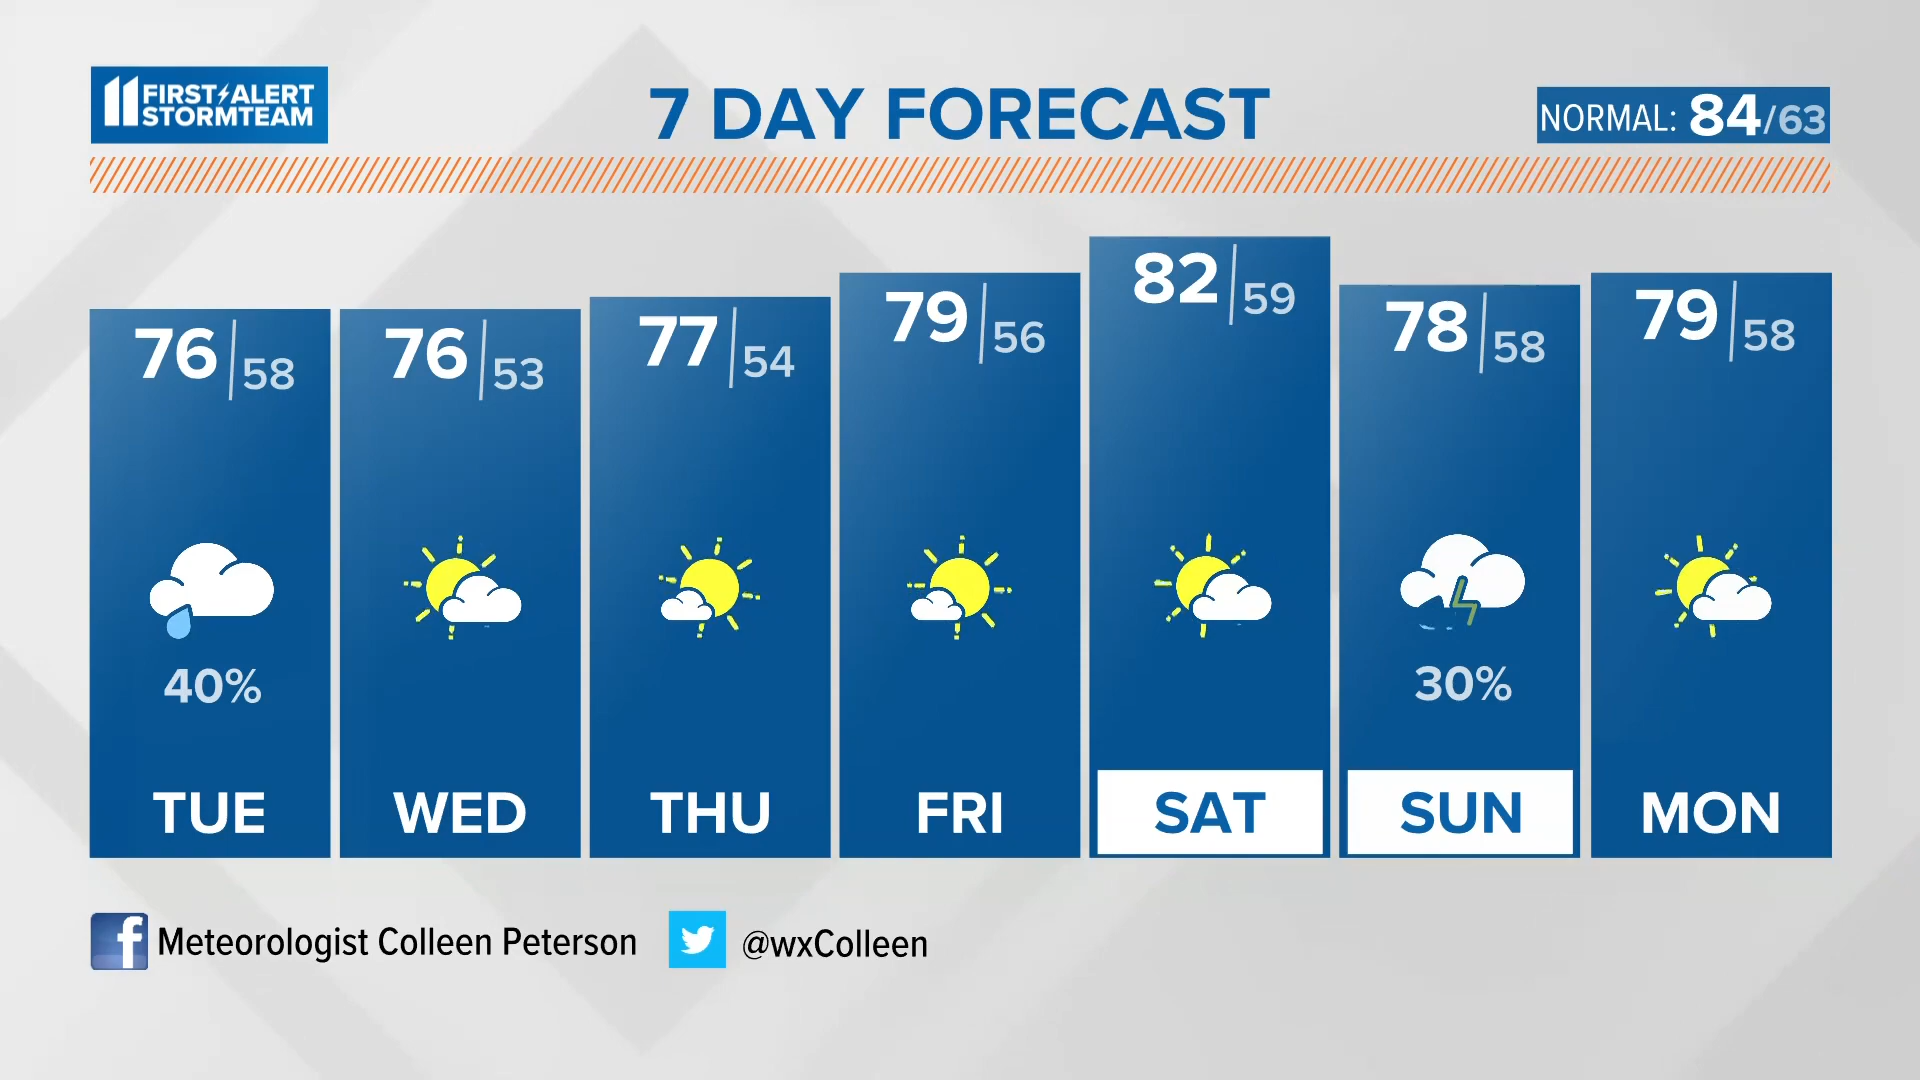 11 FIRST ALERT
STORMTEAM
7 DAY FORECAST
NORMAL: 84/63
76/58
76/53
77/54
79/56
82/59
78/58
79/58
40%
30%
TUE
WED
THU
FRI
SAT
SUN
MON
f Meteorologist Colleen Peterson
@wxColleen